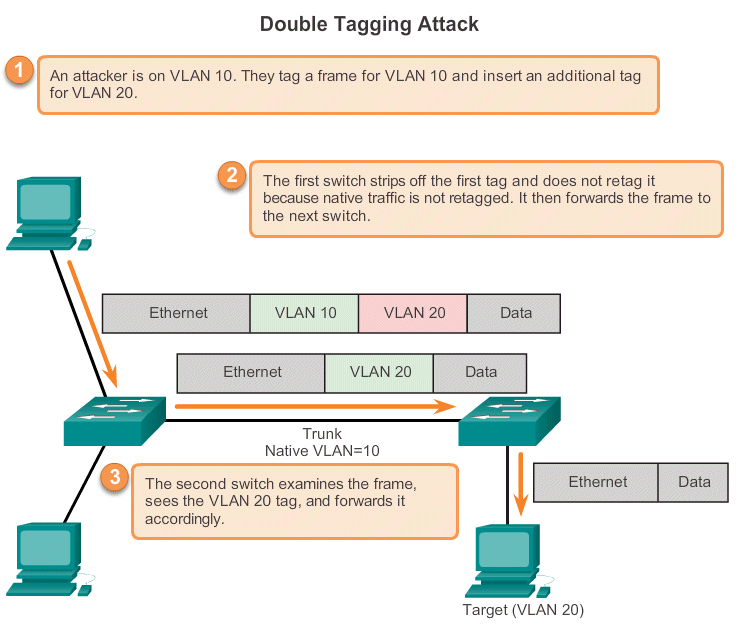 Double Tagging Attack
1
An attacker is on VLAN 10. They tag a frame for VLAN 10 and insert an additional tag
for VLAN 20.
2
The first switch strips off the first tag and does not retag it
because native traffic is not retagged. It then forwards the frame to
the next switch.
Ethernet VLAN 10 VLAN 20 Data
Ethernet VLAN 20 Data
Trunk
Native VLAN=10
3
The second switch examines the frame,
sees the VLAN 20 tag, and forwards it
accordingly.
Ethernet Data
Target (VLAN 20)